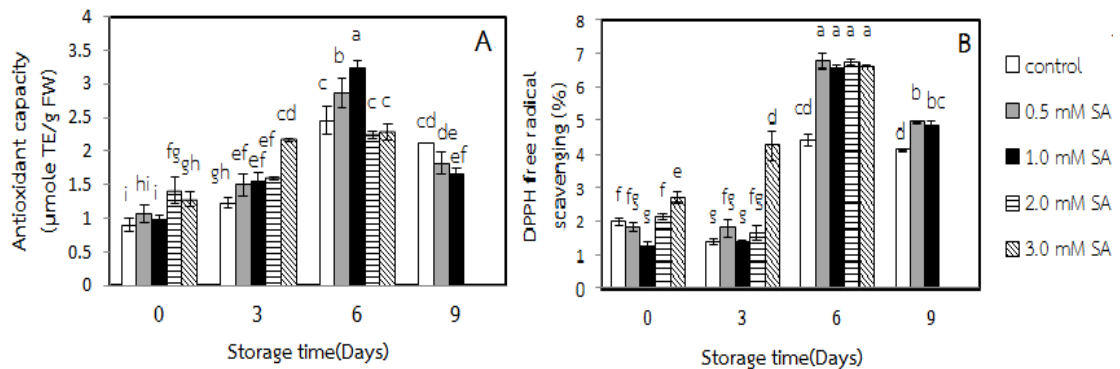 A
Antioxidant capacity
(µmole TE/g FW)
4
3.5
3
2.5
2
1.5
1
0.5
0
i hi i fg gh
gh ef ef ef cd
c b a c c
cd de ef
0 3 6 9
Storage time(Days)
B
DPPH free radical
scavenging (%)
8
7
6
5
4
3
2
1
0
f fg g f e
g fg g fg d
cd a a a a
d b bc
0 3 6 9
Storage time(Days)
control
0.5 mM SA
1.0 mM SA
2.0 mM SA
3.0 mM SA